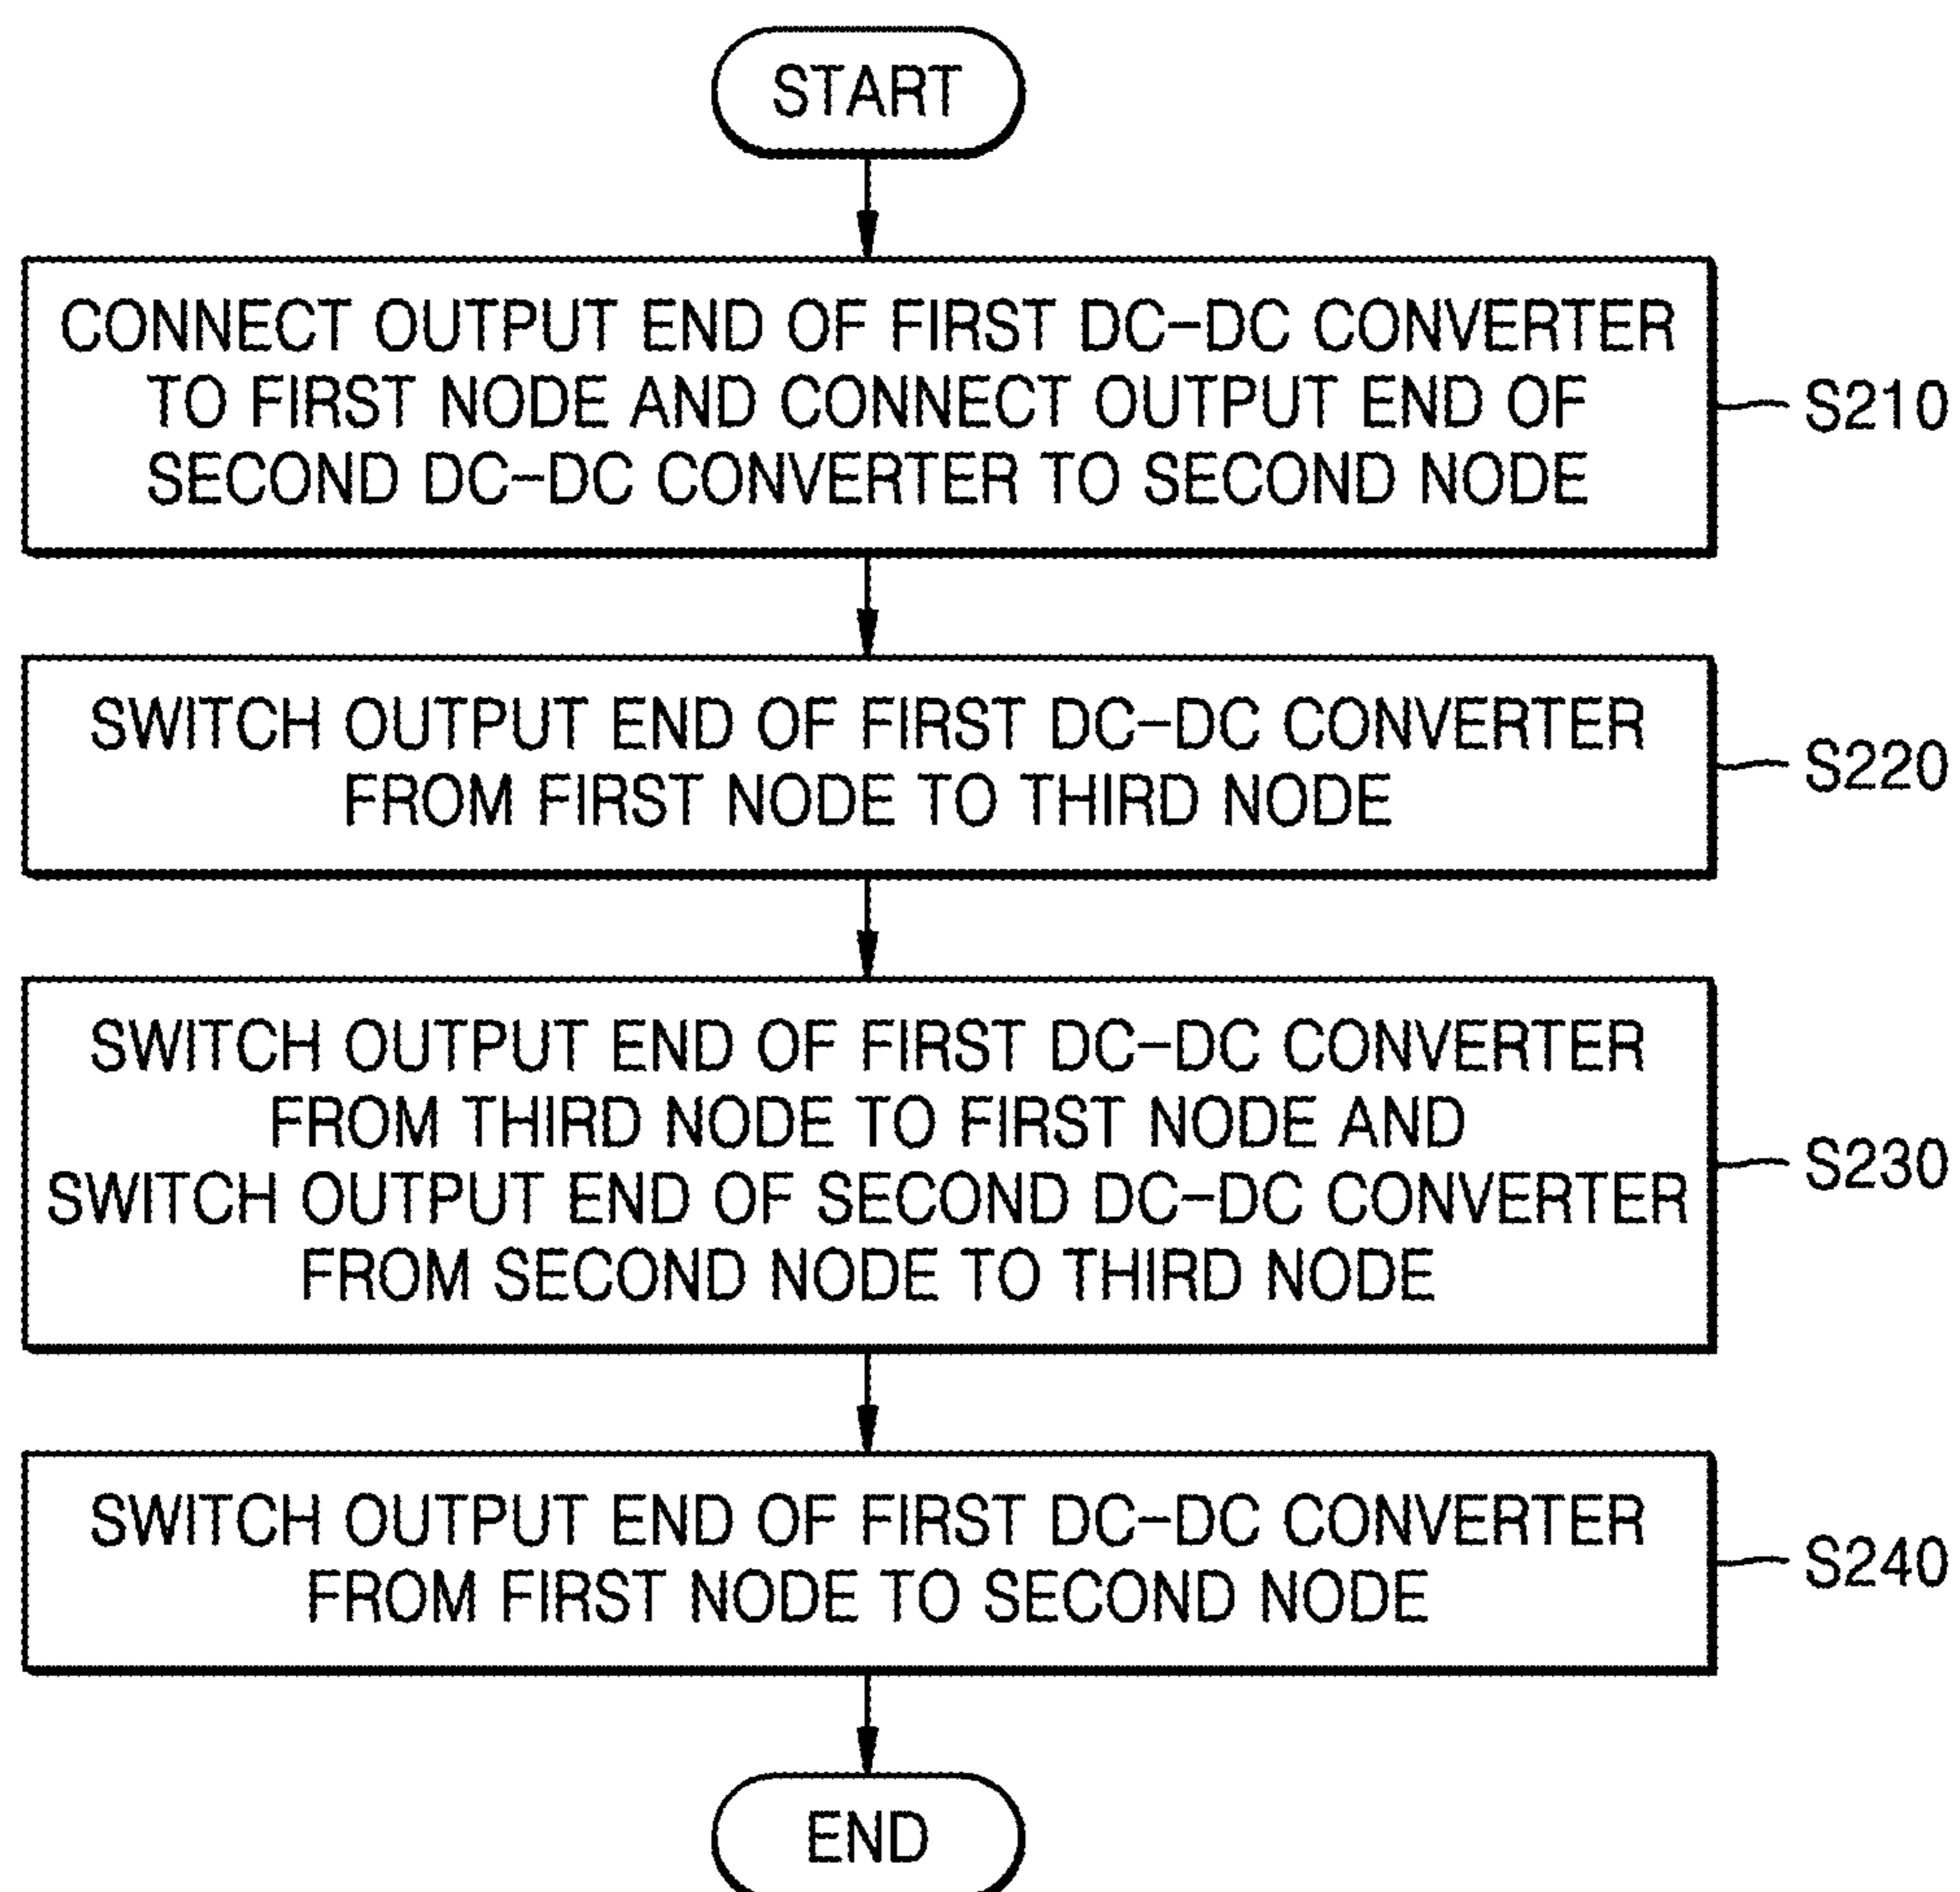 START
CONNECT OUTPUT END OF FIRST DC-DC CONVERTER
TO FIRST NODE AND CONNECT OUTPUT END OF
SECOND DC-DC CONVERTER TO SECOND NODE
S210
SWITCH OUTPUT END OF FIRST DC-DC CONVERTER
FROM FIRST NODE TO THIRD NODE
S220
SWITCH OUTPUT END OF FIRST DC-DC CONVERTER
FROM THIRD NODE TO FIRST NODE AND
SWITCH OUTPUT END OF SECOND DC-DC CONVERTER
FROM SECOND NODE TO THIRD NODE
S230
SWITCH OUTPUT END OF FIRST DC-DC CONVERTER
FROM FIRST NODE TO SECOND NODE
S240
END